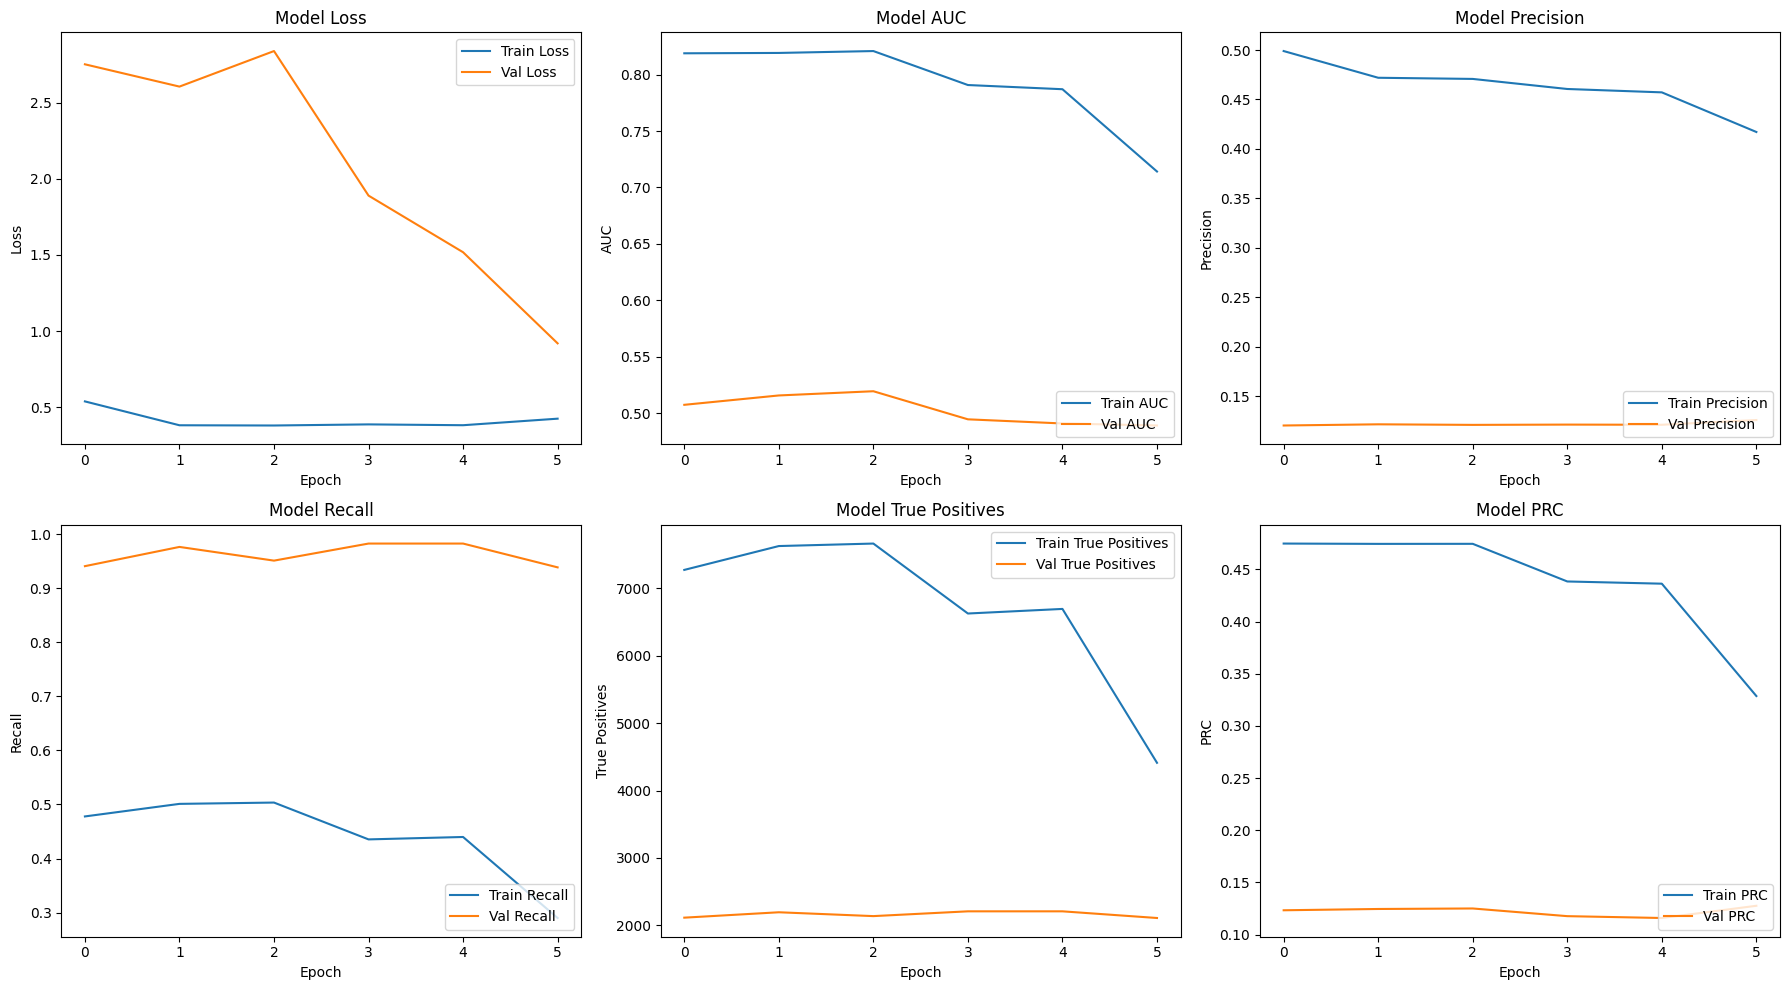 Model Loss
Train Loss
Val Loss
2.5
2.0
1.5
1.0
0.5
Loss
0 1 2 3 4 5
Epoch
Model AUC
0.80
0.75
0.70
0.65
0.60
0.55
0.50
AUC
Train AUC
Val AUC
0 1 2 3 4 5
Epoch
Model Precision
0.50
0.45
0.40
0.35
0.30
0.25
0.20
0.15
Precision
Train Precision
Val Precision
0 1 2 3 4 5
Epoch
Model Recall
1.0
0.9
0.8
0.7
0.6
0.5
0.4
0.3
Recall
Train Recall
Val Recall
0 1 2 3 4 5
Epoch
Model True Positives
Train True Positives
Val True Positives
7000
6000
5000
4000
3000
2000
True Positives
0 1 2 3 4 5
Epoch
Model PRC
0.45
0.40
0.35
0.30
0.25
0.20
0.15
0.10
PRC
Train PRC
Val PRC
0 1 2 3 4 5
Epoch